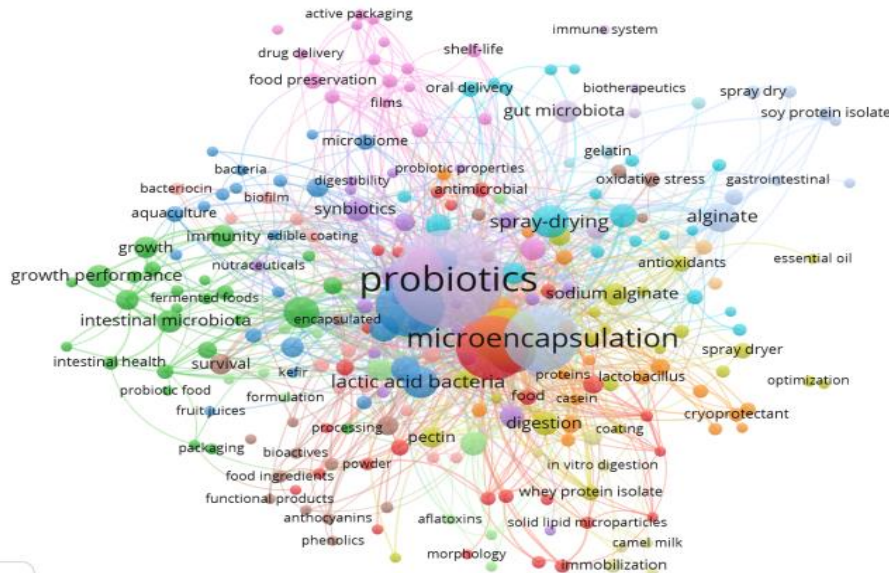 active packaging
immune system
drug delivery
shelf-life
food preservation
oral delivery
biotherapeutics
spray dry
films
gut microbiota
soy protein isolate
microbiome
gelatin
bacteria
probiotic properties
digestibility
oxidative stress
gastrointestinal
bacteriocin
antimicrobial
biofilm
synbiotics
aquaculture
spray-drying
alginate
immunity
edible coating
growth
essential oil
nutraceuticals
antioxidants
growth performance
probiotics
fermented foods
sodium alginate
intestinal microbiota
encapsulated
microencapsulation
spray dryer
intestinal health
survival
kefir
lactic acid bacteria
proteins
lactobacillus
optimization
probiotic food
formulation
food
casein
fruit juices
cryoprotectant
processing
pectin
digestion
coating
packaging
bioactives
powder
in vitro digestion
food ingredients
whey protein isolate
functional products
anthocyanins
aflatoxins
solid lipid microparticles
phenolics
camel milk
morphology
immobilization